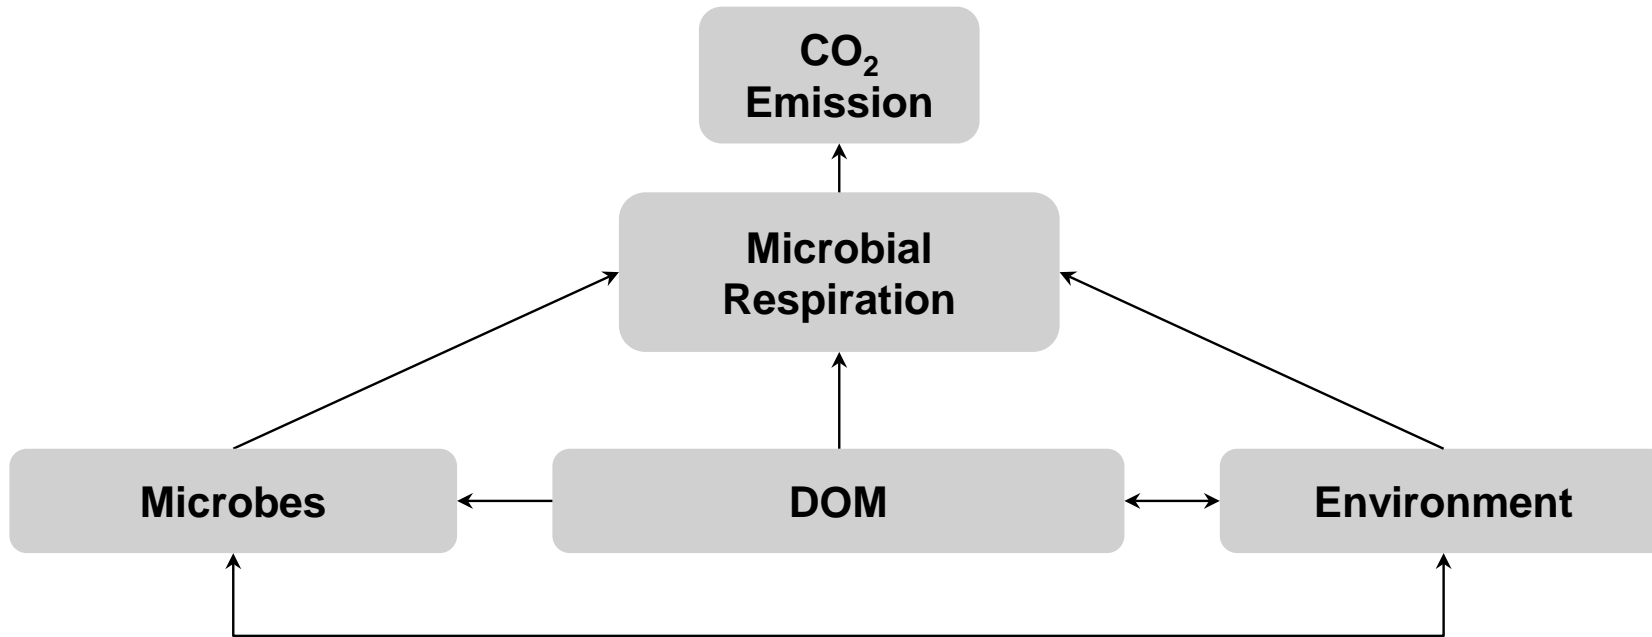 CO₂
Emission
Microbial
Respiration
Microbes
DOM
Environment